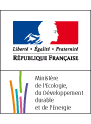 Liberté • Égalité • Fraternité
RÉPUBLIQUE FRANÇAISE
Ministère
de l'Écologie,
du Développement
durable
et de l'Énergie